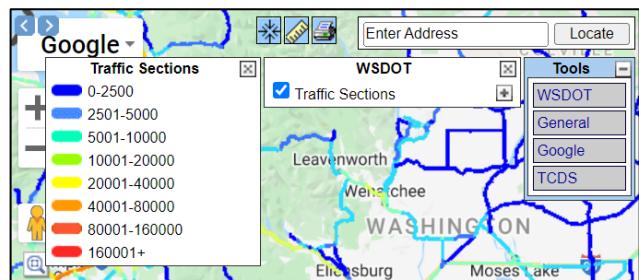 Google
Enter Address
Locate
COLVILLE
Traffic Sections
0-2500
2501-5000
5001-10000
10001-20000
20001-40000
40001-80000
80001-160000
160001+
WSDOT
Traffic Sections
Tools
WSDOT
General
Google
TCDS
Leavenworth
Wenatchee
WASHINGTON
Ellensburg
Moses Lake